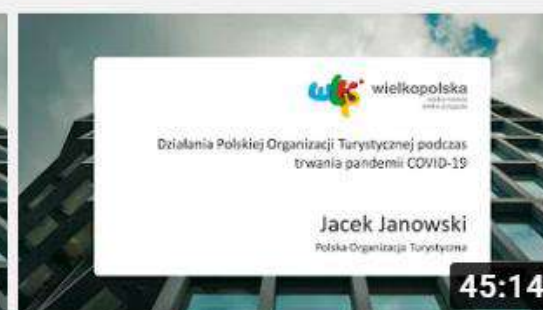 wielkopolska
Działania Polskiej Organizacji Turystycznej podczas
trwania pandemii COVID-19
Jacek Janowski
Polska Organizacja Turystyczna
45:14